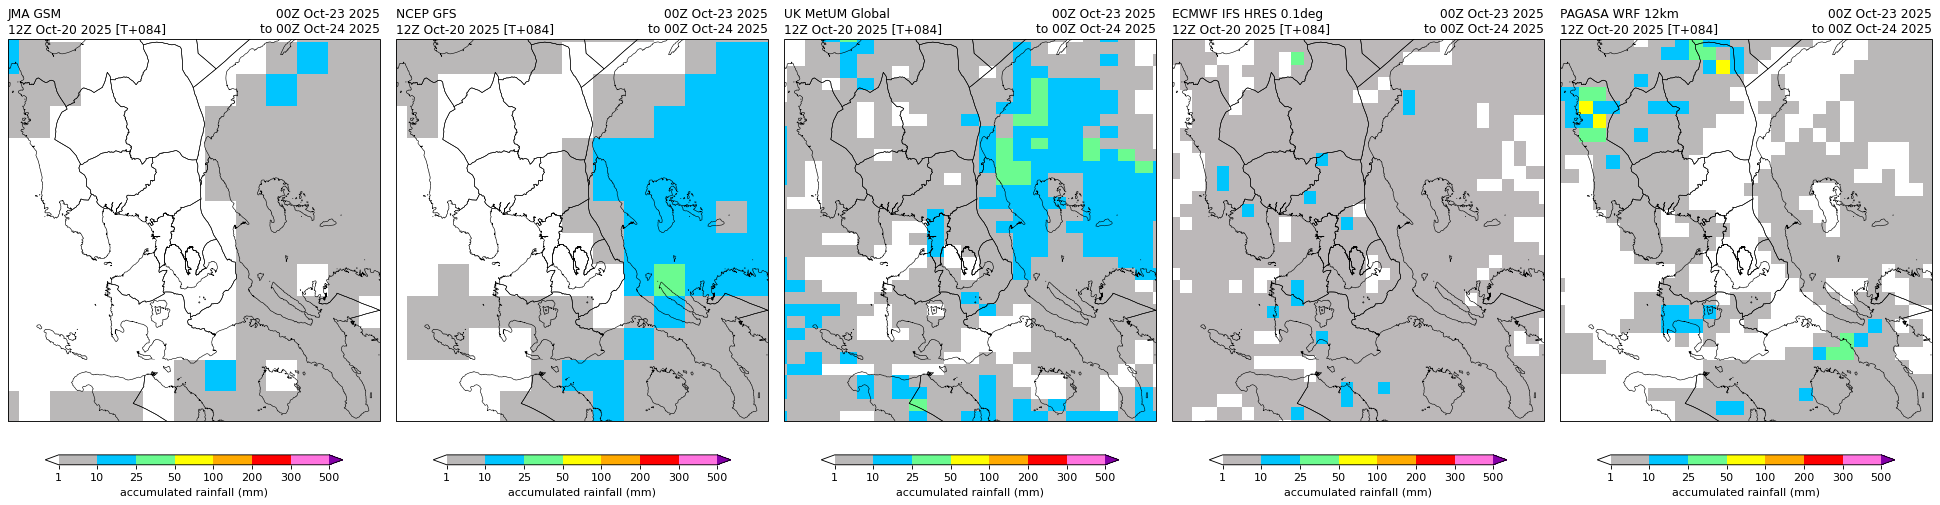 JMA GSM 00Z Oct-23 2025
12Z Oct-20 2025 [T+084] to 00Z Oct-24 2025
1 10 25 50 100 200 300 500
accumulated rainfall (mm)
NCEP GFS 00Z Oct-23 2025
12Z Oct-20 2025 [T+084] to 00Z Oct-24 2025
1 10 25 50 100 200 300 500
accumulated rainfall (mm)
UK MetUM Global 00Z Oct-23 2025
12Z Oct-20 2025 [T+084] to 00Z Oct-24 2025
1 10 25 50 100 200 300 500
accumulated rainfall (mm)
ECMWF IFS HRES 0.1deg 00Z Oct-23 2025
12Z Oct-20 2025 [T+084] to 00Z Oct-24 2025
1 10 25 50 100 200 300 500
accumulated rainfall (mm)
PAGASA WRF 12km 00Z Oct-23 2025
12Z Oct-20 2025 [T+084] to 00Z Oct-24 2025
1 10 25 50 100 200 300 500
accumulated rainfall (mm)